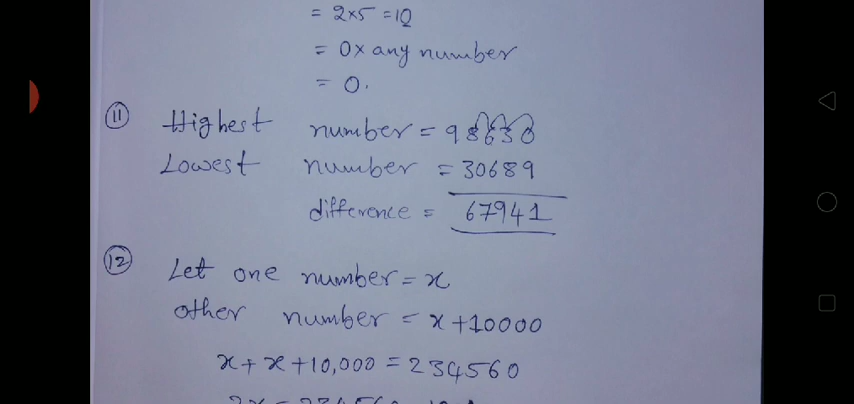 = 2x5 = 10
= 0x any number
= 0.
11 Highest number = 98630
Lowest number = 30689
difference = 67941
12 Let one number = x
other number = x +10000
x + x +10,000 = 234560